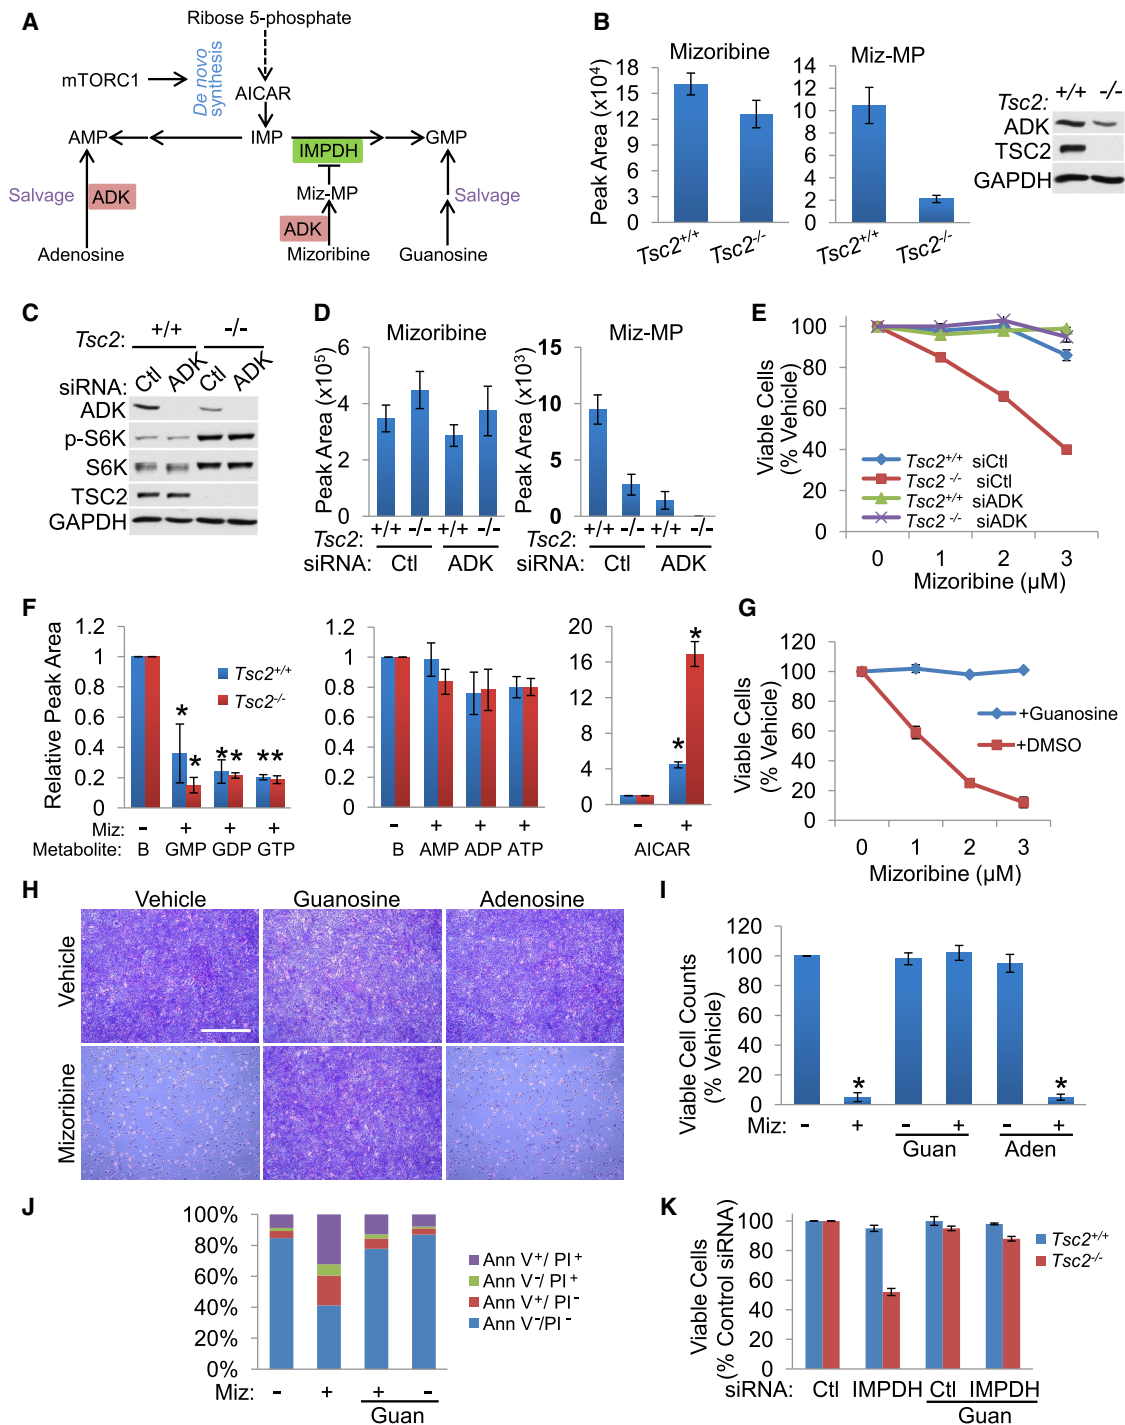 A
Ribose 5-phosphate
mTORC1
De novo
synthesis
AICAR
AMP
IMP
GMP
IMPDH
Salvage
ADK
Miz-MP
Salvage
ADK
Adenosine
Mizoribine
Guanosine
B
Mizoribine
Miz-MP
Peak Area (x10⁴)
18
15
12
9
6
3
0
14
12
10
8
6
4
2
0
Tsc2+/+
Tsc2-/-
Tsc2+/+
Tsc2-/-
Tsc2: +/+ -/-
ADK
TSC2
GAPDH
C
Tsc2: +/+ -/-
siRNA: Ctl ADK Ctl ADK
ADK
p-S6K
S6K
TSC2
GAPDH
D
Mizoribine
Miz-MP
Peak Area (x10⁵)
6
4
2
0
Peak Area (x10³)
15
10
5
0
Tsc2: +/+ -/- +/+ -/-
siRNA: Ctl ADK
Tsc2: +/+ -/- +/+ -/-
siRNA: Ctl ADK
E
Viable Cells
(% Vehicle)
100
80
60
40
20
0
Tsc2+/+ siCtl
Tsc2 -/- siCtl
Tsc2+/+ siADK
Tsc2 -/- siADK
0 1 2 3
Mizoribine (µM)
F
Relative Peak Area
1.2
1
0.8
0.6
0.4
0.2
0
Tsc2+/+
Tsc2-/-
* * ** **
1.2
1
0.8
0.6
0.4
0.2
0
20
16
12
8
4
0
* *
Miz: - + + + - + + + - +
Metabolite: B GMP GDP GTP B AMP ADP ATP AICAR
G
Viable Cells
(% Vehicle)
120
100
80
60
40
20
0
+Guanosine
+DMSO
0 1 2 3
Mizoribine (µM)
H
Vehicle Guanosine Adenosine
Vehicle
Mizoribine
I
Viable Cell Counts
(% Vehicle)
120
100
80
60
40
20
0
* *
Miz: - + - + - +
Guan Aden
J
100%
80%
60%
40%
20%
0%
Ann V+/ PI+
Ann V-/ PI+
Ann V+/ PI-
Ann V-/PI-
Miz: - + + -
Guan
K
Viable Cells
(% Control siRNA)
100
80
60
40
20
0
Tsc2+/+
Tsc2-/-
siRNA: Ctl IMPDH Ctl IMPDH
Guan